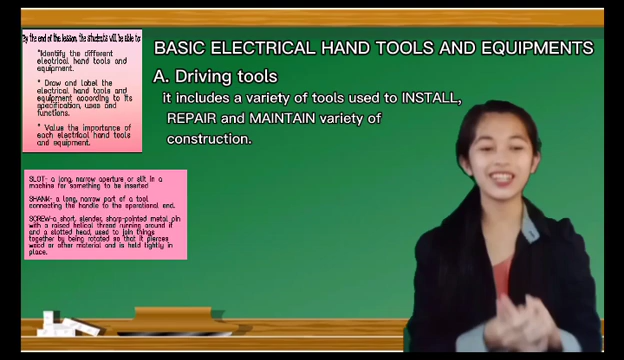 By the end of the lesson, the students will be able to:
*Identify the different
electrical hand tools and
equipment.
* Draw and label the
electrical hand tools and
equipment according to its
specification, uses and
functions.
* Value the importance of
each electrical hand tools
and equipment.
BASIC ELECTRICAL HAND TOOLS AND EQUIPMENTS
A. Driving tools
it includes a variety of tools used to INSTALL,
REPAIR and MAINTAIN variety of
construction.
SLOT- a long, narrow aperture or slit in a
machine for something to be inserted
SHANK- a long, narrow part of a tool
connecting the handle to the operational end.
SCREW-a short, slender, sharp-pointed metal pin
with a raised helical thread running around it
and a slotted head, used to join things
together by being rotated so that it pierces
wood or other material and is held tightly in
place.